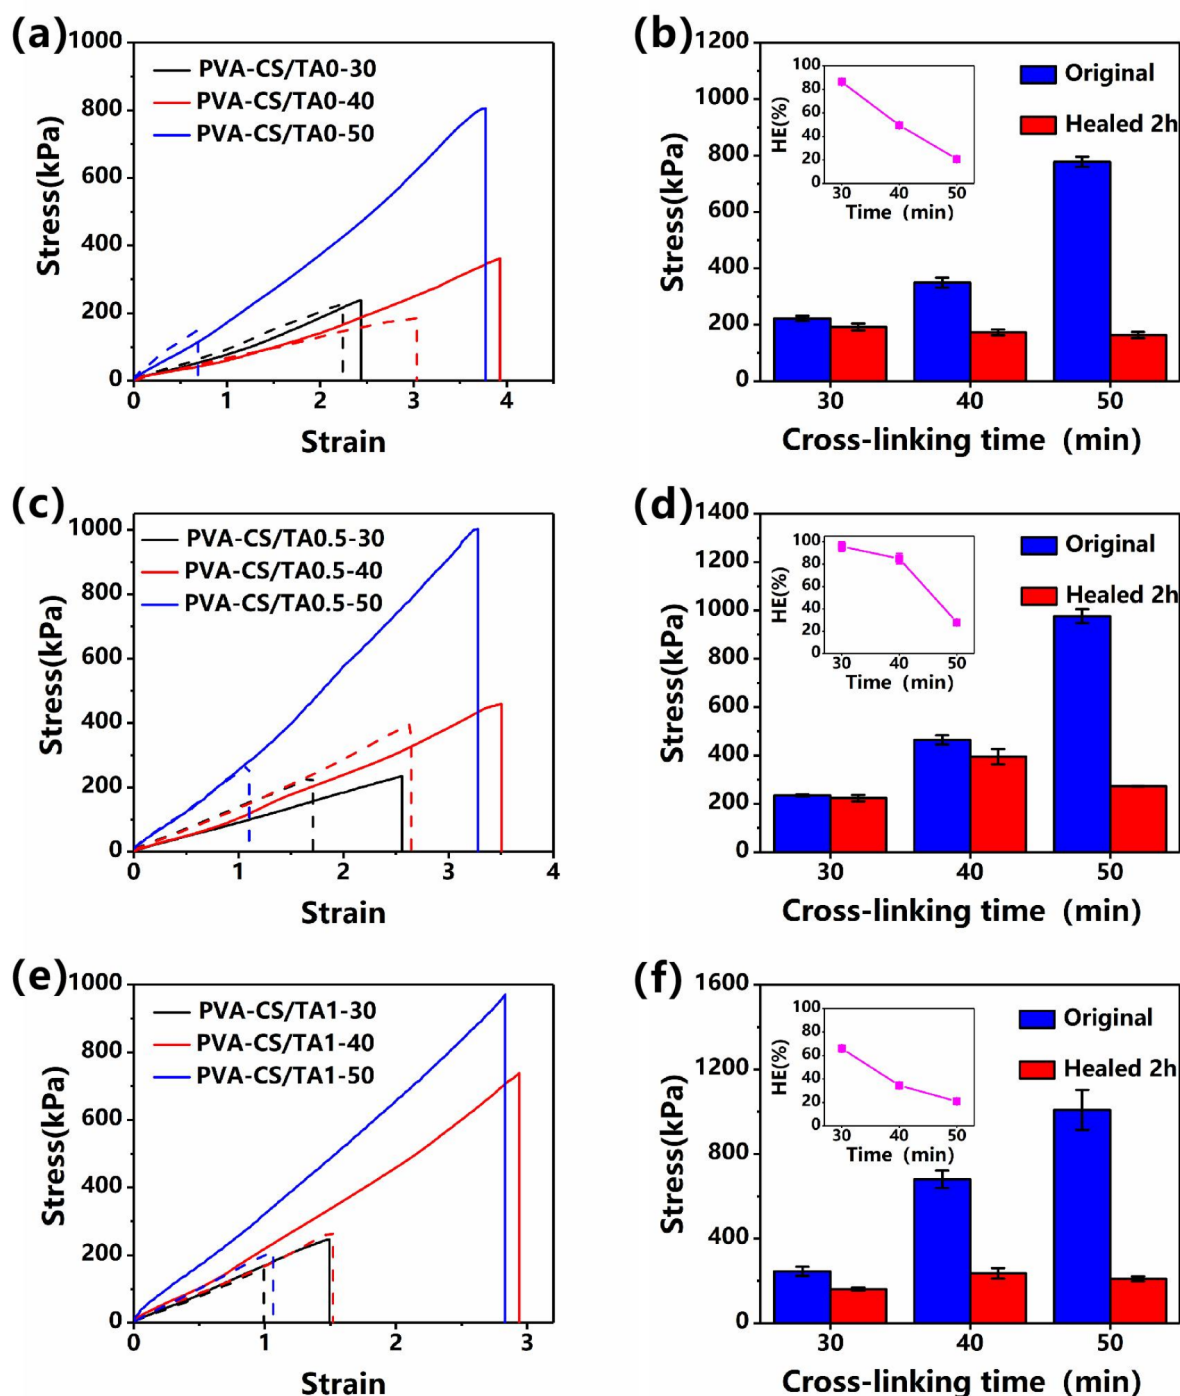 (a)
1000
800
600
400
200
0
Stress(kPa)
PVA-CS/TA0-30
PVA-CS/TA0-40
PVA-CS/TA0-50
0 1 2 3 4
Strain
(b)
1200
1000
800
600
400
200
0
Stress(kPa)
100
80
60
40
20
0
HE(%)
30 40 50
Time (min)
Original
Healed 2h
30 40 50
Cross-linking time (min)
(c)
1000
800
600
400
200
0
Stress(kPa)
PVA-CS/TA0.5-30
PVA-CS/TA0.5-40
PVA-CS/TA0.5-50
0 1 2 3 4
Strain
(d)
1400
1200
1000
800
600
400
200
0
Stress(kPa)
100
80
60
40
20
0
HE(%)
30 40 50
Time (min)
Original
Healed 2h
30 40 50
Cross-linking time (min)
(e)
1000
800
600
400
200
0
Stress(kPa)
PVA-CS/TA1-30
PVA-CS/TA1-40
PVA-CS/TA1-50
0 1 2 3
Strain
(f)
1600
1200
800
400
0
Stress(kPa)
100
80
60
40
20
0
HE(%)
30 40 50
Time (min)
Original
Healed 2h
30 40 50
Cross-linking time (min)